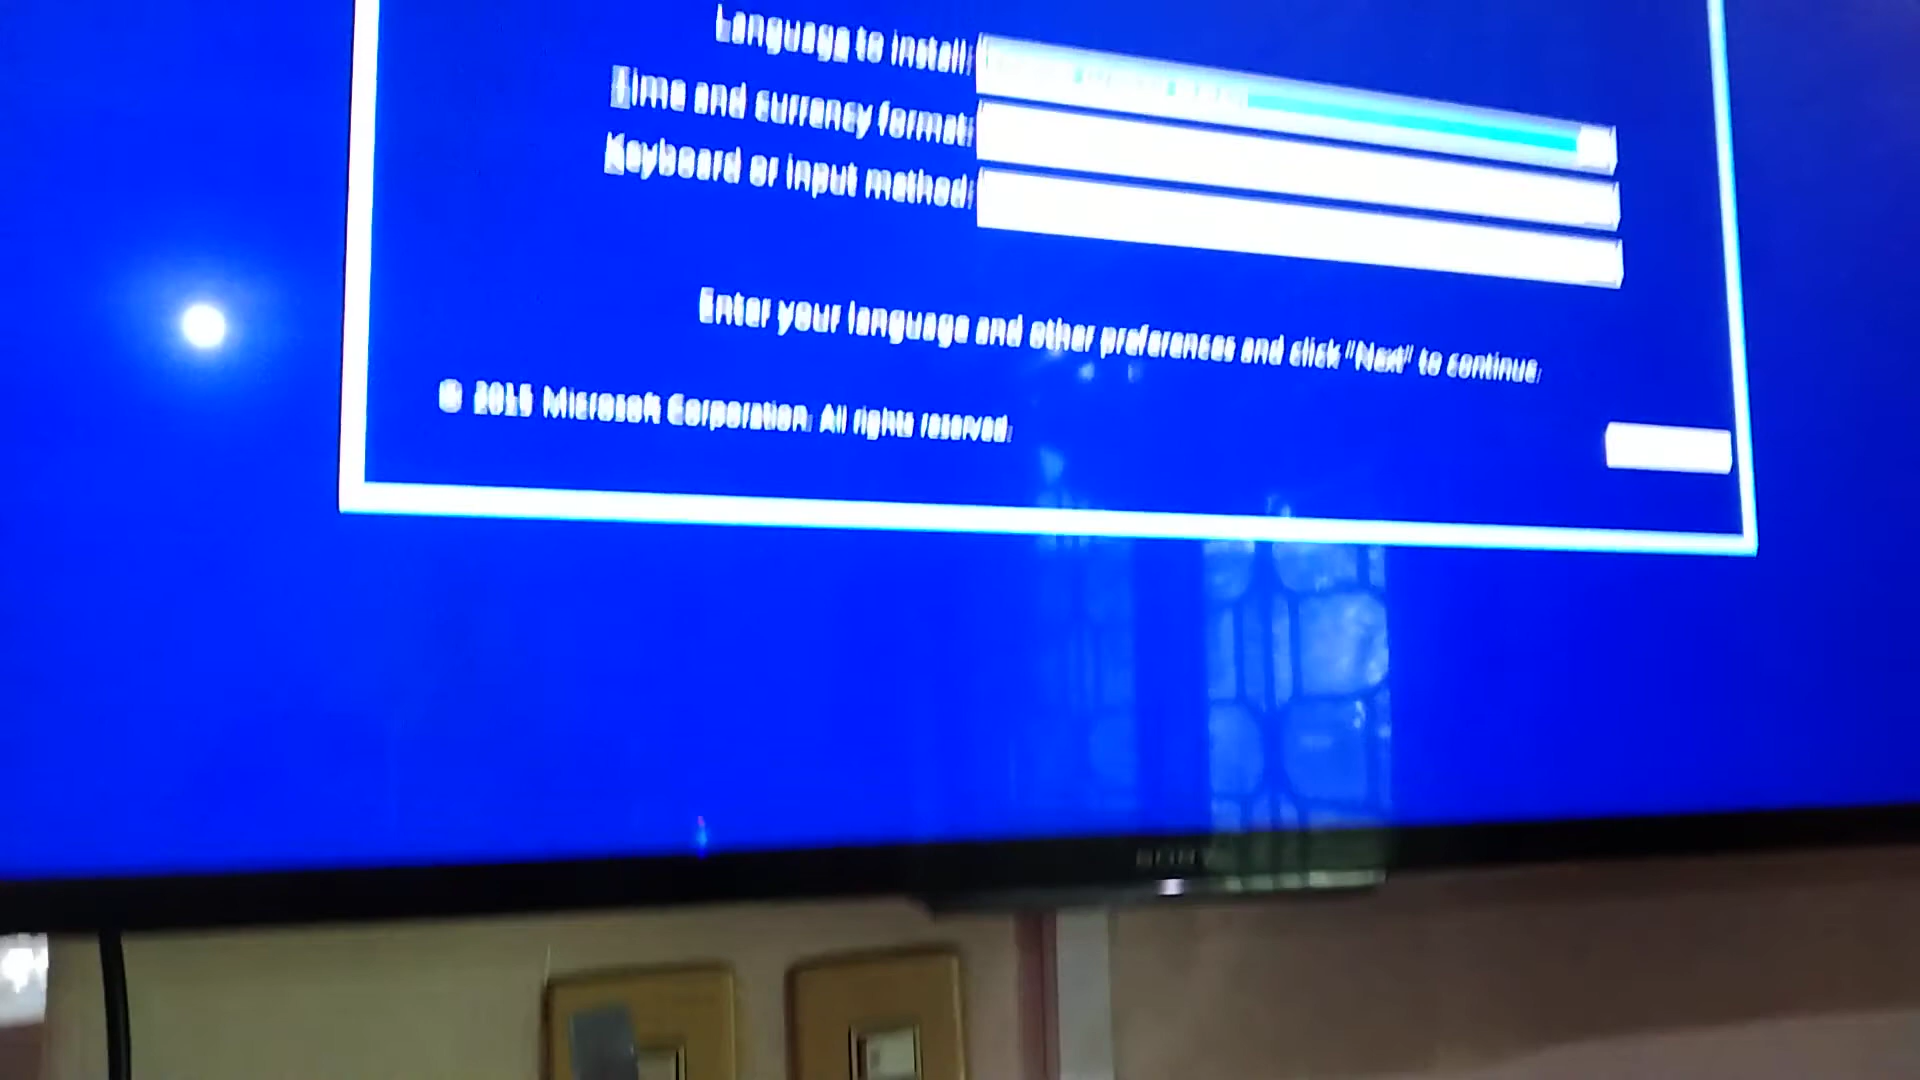 Language to install:
Time and currency format:
Keyboard or input method:
Enter your language and other preferences and click "Next" to continue.
© 2015 Microsoft Corporation. All rights reserved.
SONY